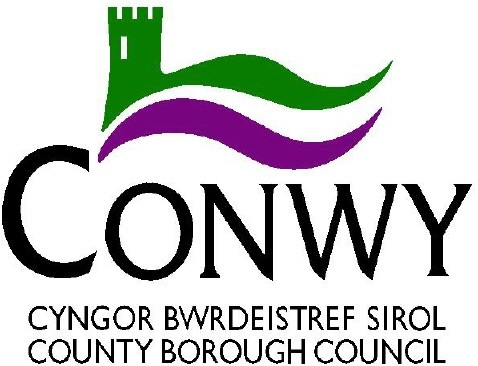 CONWY
CYNGOR BWRDEISTREF SIROL
COUNTY BOROUGH COUNCIL